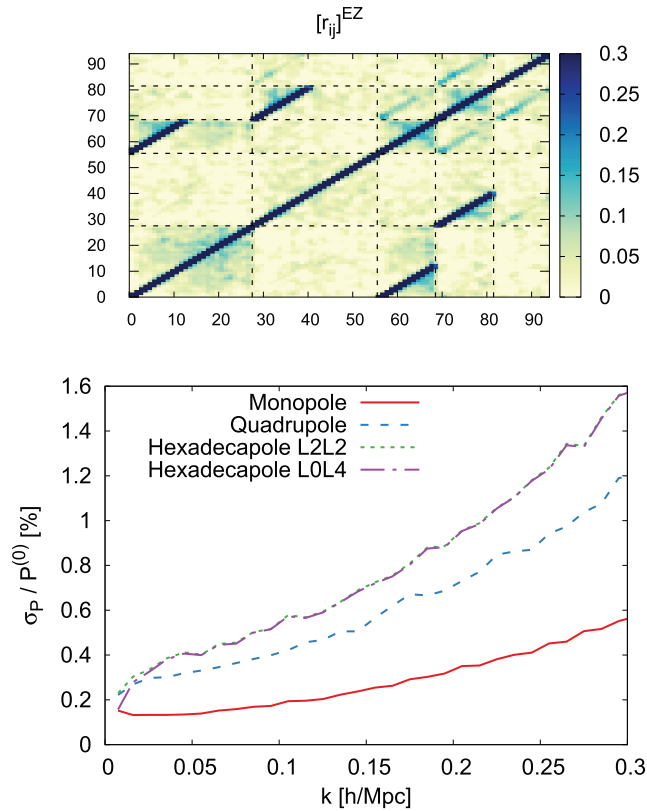 [r_ij]^EZ
90
80
70
60
50
40
30
20
10
0
0 10 20 30 40 50 60 70 80 90
0.3
0.25
0.2
0.15
0.1
0.05
0
1.6
1.4
1.2
1
0.8
0.6
0.4
0.2
0
σ_P / P^(0) [%]
Monopole
Quadrupole
Hexadecapole L2L2
Hexadecapole L0L4
0 0.05 0.1 0.15 0.2 0.25 0.3
k [h/Mpc]